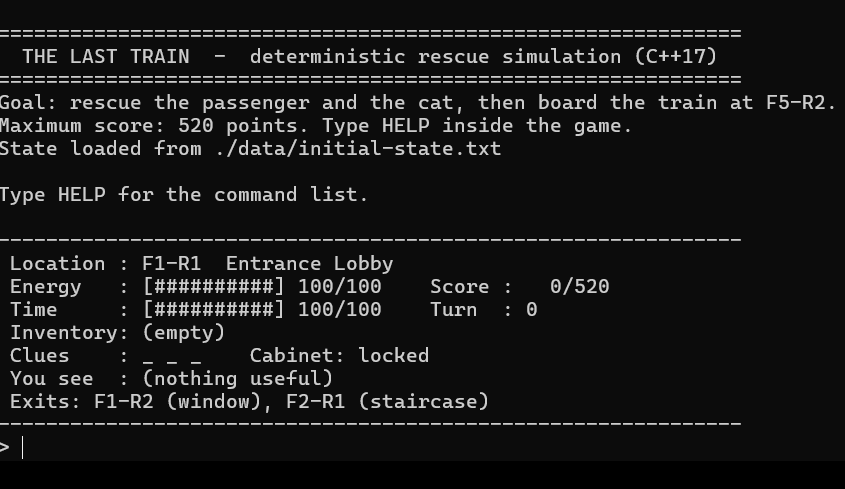 ==============================================================
THE LAST TRAIN  -  deterministic rescue simulation (C++17)
==============================================================
Goal: rescue the passenger and the cat, then board the train at F5-R2.
Maximum score: 520 points. Type HELP inside the game.
State loaded from ./data/initial-state.txt
Type HELP for the command list.
--------------------------------------------------------------
Location : F1-R1  Entrance Lobby
Energy   : [##########] 100/100    Score :   0/520
Time     : [##########] 100/100    Turn  : 0
Inventory: (empty)
Clues    : _ _ _    Cabinet: locked
You see  : (nothing useful)
Exits: F1-R2 (window), F2-R1 (staircase)
--------------------------------------------------------------
>